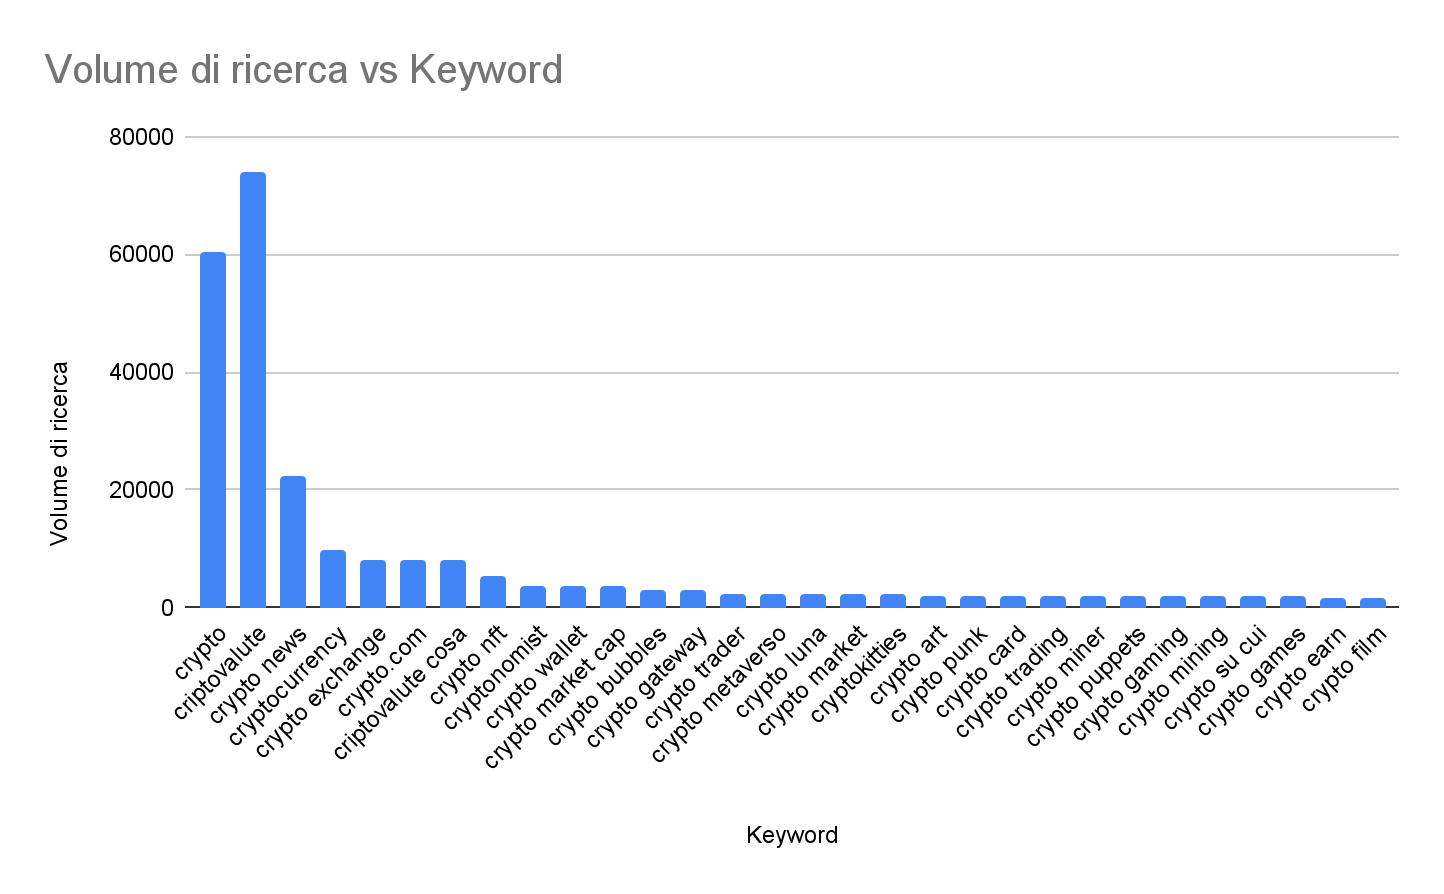 Volume di ricerca vs Keyword
80000
60000
40000
20000
0
Volume di ricerca
crypto
criptovalute
crypto news
cryptocurrency
crypto exchange
crypto.com
criptovalute cosa
crypto nft
cryptonomist
crypto wallet
crypto market cap
crypto bubbles
crypto gateway
crypto trader
crypto metaverso
crypto luna
crypto market
cryptokitties
crypto art
crypto punk
crypto card
crypto trading
crypto miner
crypto puppets
crypto gaming
crypto mining
crypto su cui
crypto games
crypto earn
crypto film
Keyword